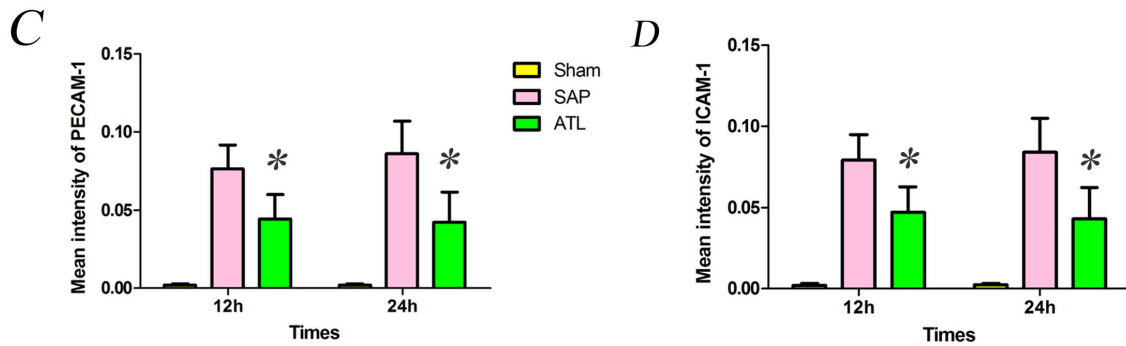 C
Mean intensity of PECAM-1
0.15
0.10
0.05
0.00
12h
24h
Times
Sham
SAP
ATL
*
*
D
Mean intensity of ICAM-1
0.15
0.10
0.05
0.00
12h
24h
Times
*
*